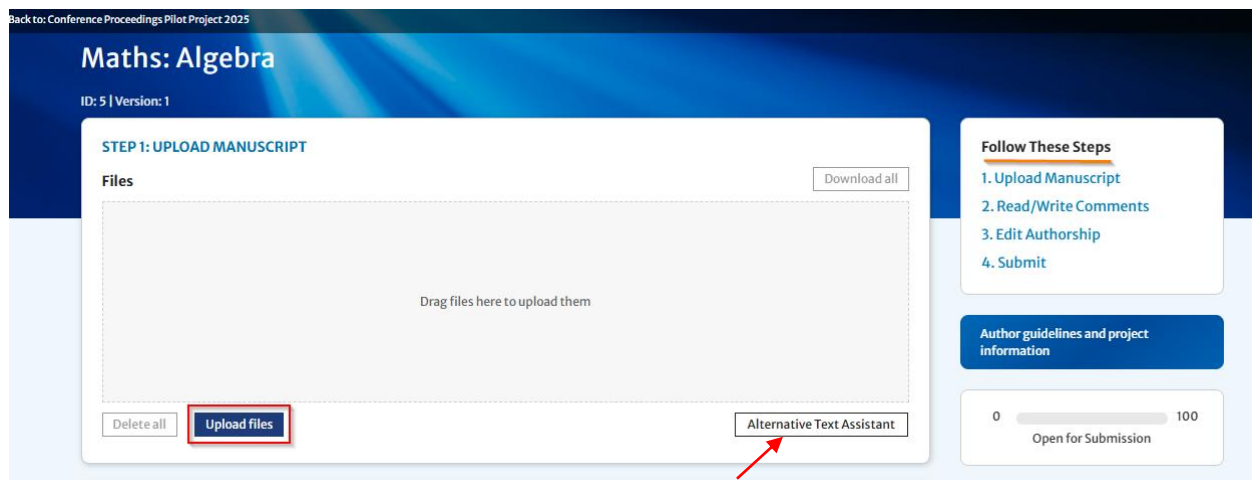 Back to: Conference Proceedings Pilot Project 2025
Maths: Algebra
ID: 5 | Version: 1
STEP 1: UPLOAD MANUSCRIPT
Files
Download all
Drag files here to upload them
Delete all
Upload files
Alternative Text Assistant
Follow These Steps
1. Upload Manuscript
2. Read/Write Comments
3. Edit Authorship
4. Submit
Author guidelines and project
information
0 100
Open for Submission